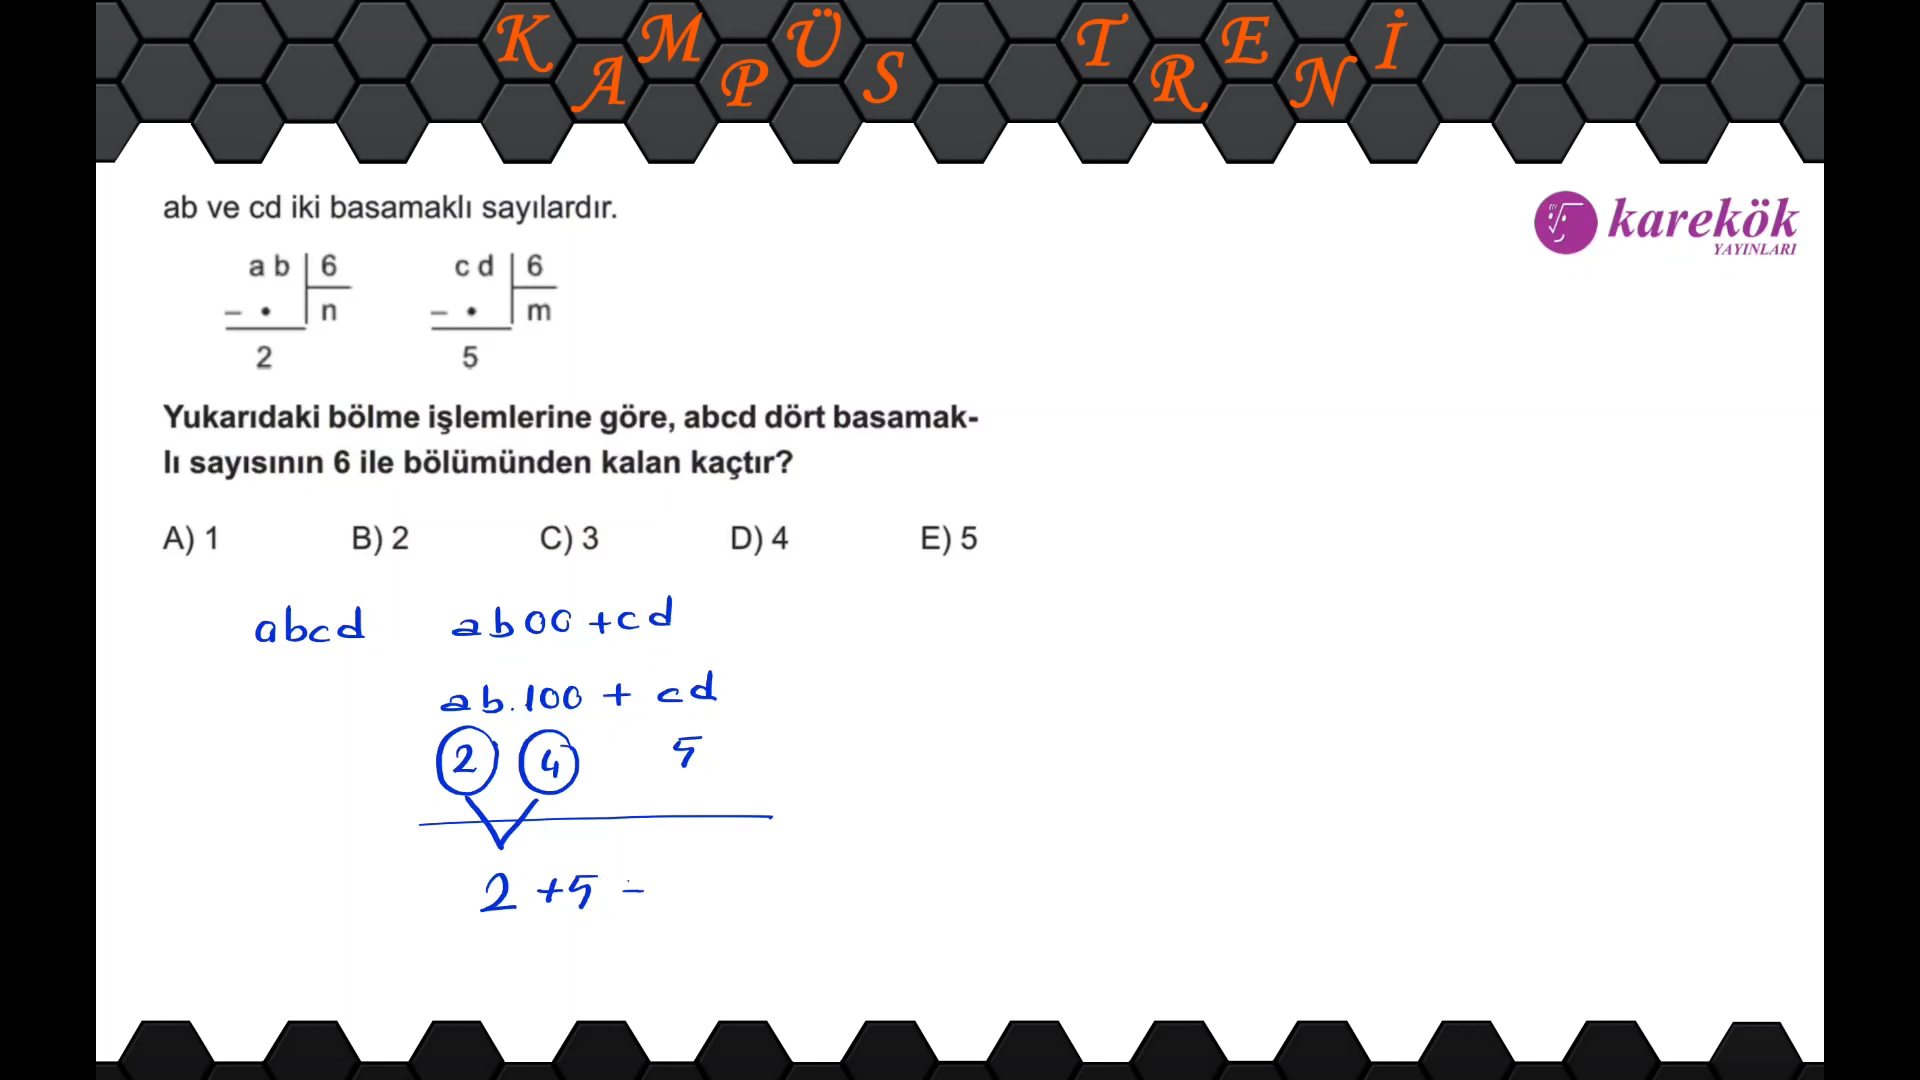 KAMPÜS TRENİ
karekök
YAYINLARI
ab ve cd iki basamaklı sayılardır.
a b 6 c d 6
– • n – • m
2 5
Yukarıdaki bölme işlemlerine göre, abcd dört basamak-
lı sayısının 6 ile bölümünden kalan kaçtır?
A) 1 B) 2 C) 3 D) 4 E) 5
abcd ab00 + cd
ab.100 + cd
2 4 5
2 + 5 =